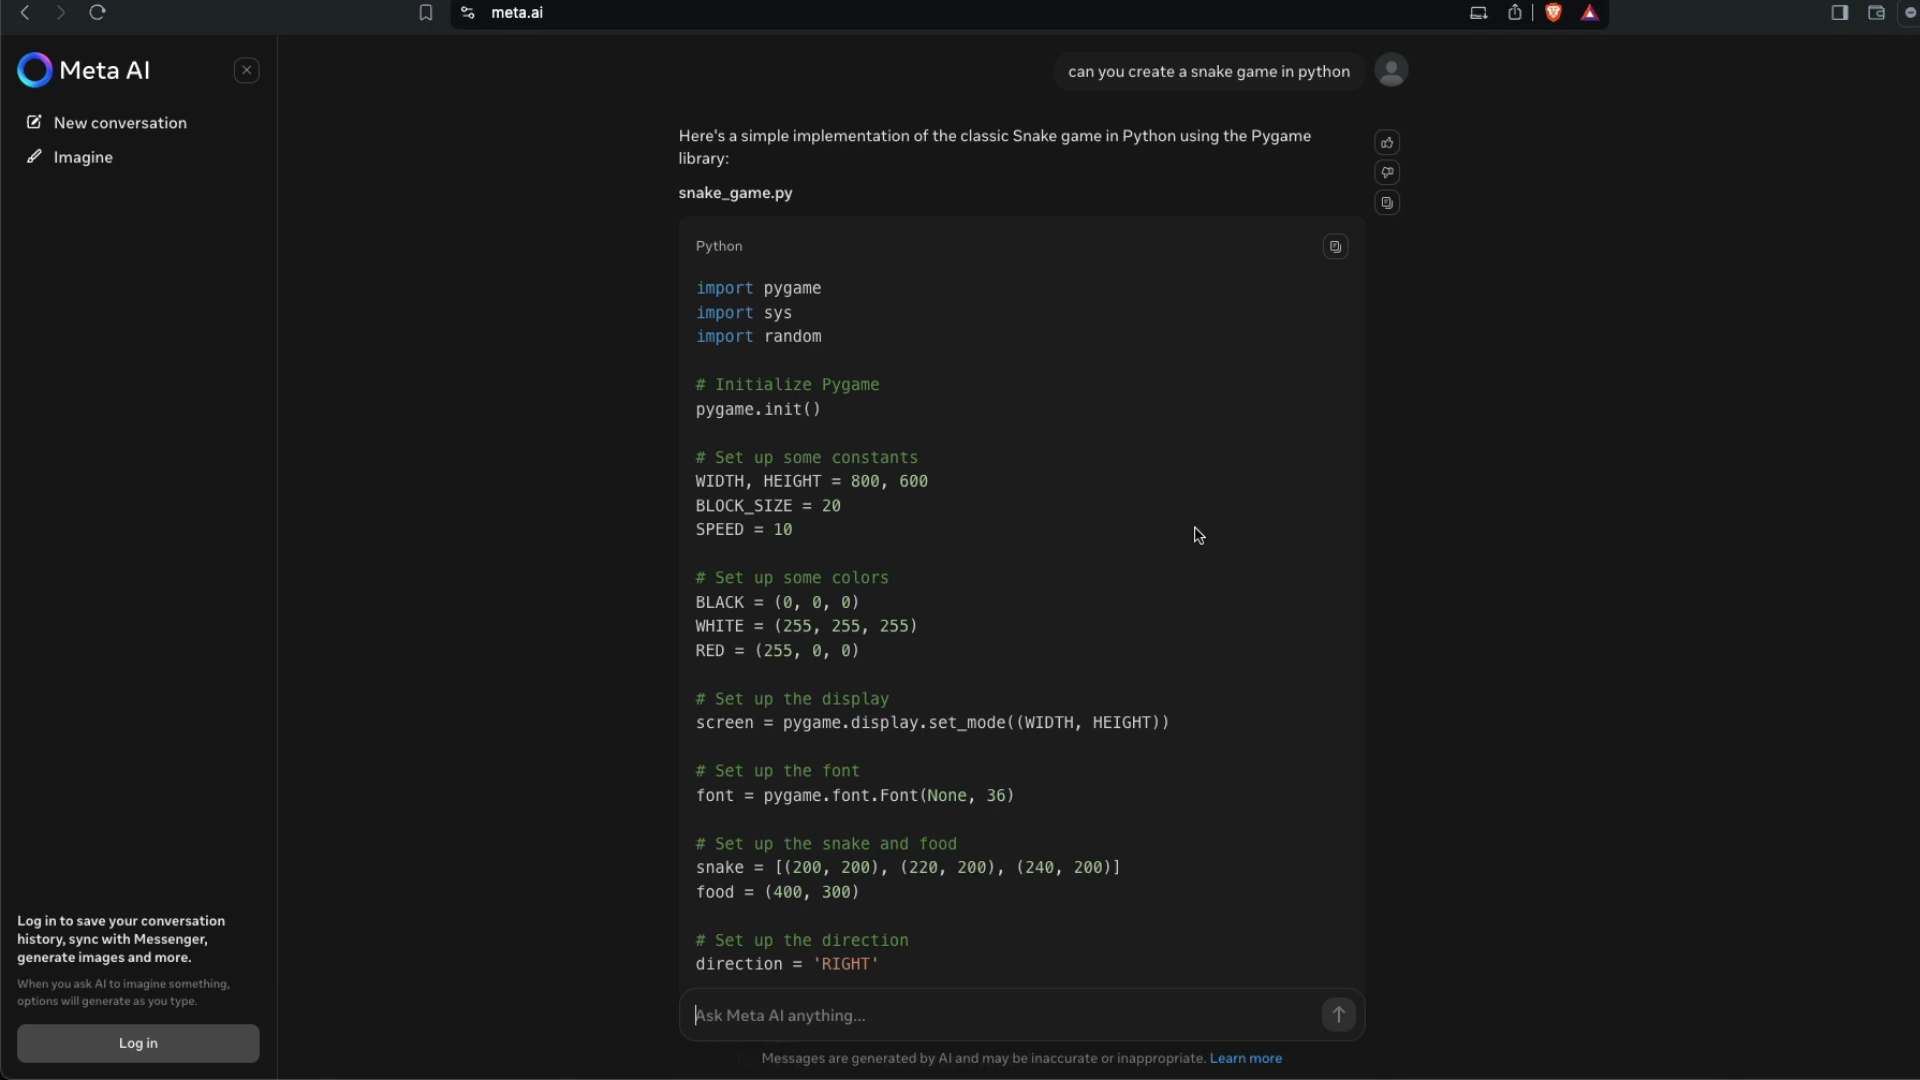 meta.ai
Meta AI
New conversation
Imagine
can you create a snake game in python
Here's a simple implementation of the classic Snake game in Python using the Pygame
library:
snake_game.py
Python
import pygame
import sys
import random
# Initialize Pygame
pygame.init()
# Set up some constants
WIDTH, HEIGHT = 800, 600
BLOCK_SIZE = 20
SPEED = 10
# Set up some colors
BLACK = (0, 0, 0)
WHITE = (255, 255, 255)
RED = (255, 0, 0)
# Set up the display
screen = pygame.display.set_mode((WIDTH, HEIGHT))
# Set up the font
font = pygame.font.Font(None, 36)
# Set up the snake and food
snake = [(200, 200), (220, 200), (240, 200)]
food = (400, 300)
# Set up the direction
direction = 'RIGHT'
Ask Meta AI anything...
Messages are generated by AI and may be inaccurate or inappropriate. Learn more
Log in to save your conversation
history, sync with Messenger,
generate images and more.
When you ask AI to imagine something,
options will generate as you type.
Log in